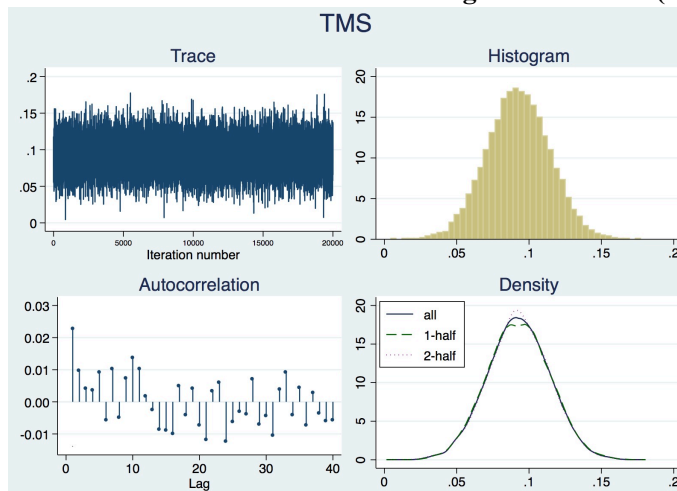 TMS
Trace
.2
.15
.1
.05
0
0 5000 10000 15000 20000
Iteration number
Histogram
20
15
10
5
0
0 .05 .1 .15 .2
Autocorrelation
0.03
0.02
0.01
0.00
-0.01
0 10 20 30 40
Lag
Density
all
1-half
2-half
20
15
10
5
0
0 .05 .1 .15 .2